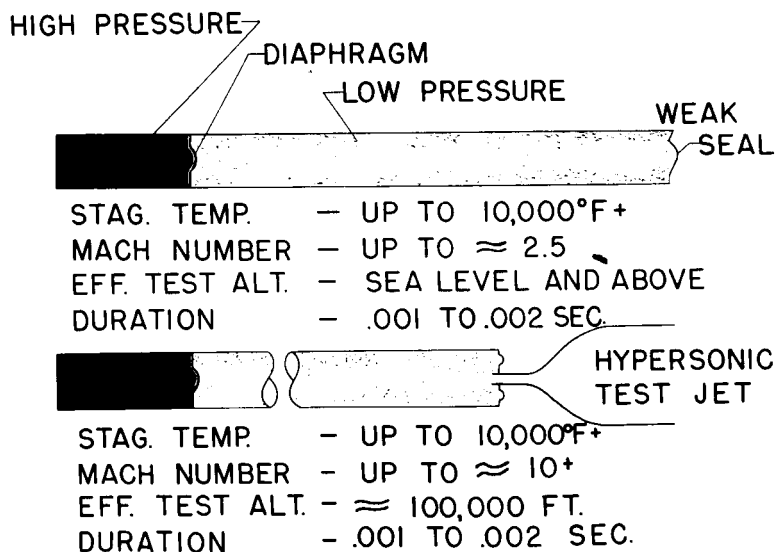 HIGH PRESSURE
DIAPHRAGM
LOW PRESSURE
WEAK
SEAL
STAG. TEMP. - UP TO 10,000°F+
MACH NUMBER - UP TO ≈ 2.5
EFF. TEST ALT. - SEA LEVEL AND ABOVE
DURATION - .001 TO .002 SEC.
HYPERSONIC
TEST JET
STAG. TEMP. - UP TO 10,000°F+
MACH NUMBER - UP TO ≈ 10+
EFF. TEST ALT. - ≈ 100,000 FT.
DURATION - .001 TO .002 SEC.